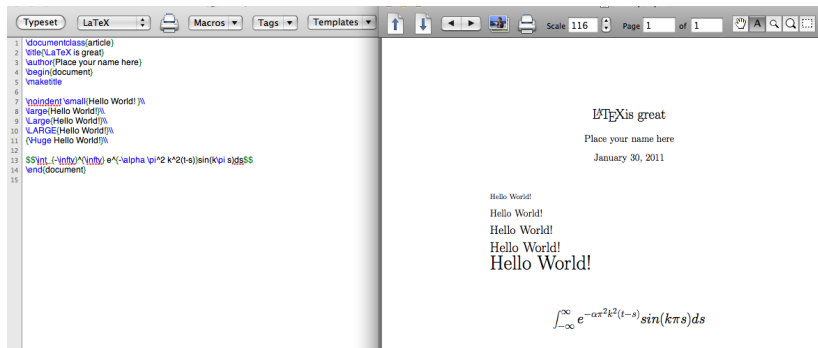 Typeset LaTeX Macros Tags Templates
Scale 116 Page 1 of 1 A
1 \documentclass{article}
2 \title{\LaTeX is great}
3 \author{Place your name here}
4 \begin{document}
5 \maketitle
6
7 \noindent \small{Hello World! }\\
8 \large{Hello World!}\\
9 \Large{Hello World!}\\
10 \LARGE{Hello World!}\\
11 {\Huge Hello World!}\\
12
13 $$\int_{-\infty}^{\infty} e^{-\alpha \pi^2 k^2(t-s)}sin(k\pi s)ds$$
14 \end{document}
15
LATEXis great
Place your name here
January 30, 2011
Hello World!
Hello World!
Hello World!
Hello World!
Hello World!
∫_{-∞}^{∞} e^{-απ²k²(t-s)} sin(kπs)ds